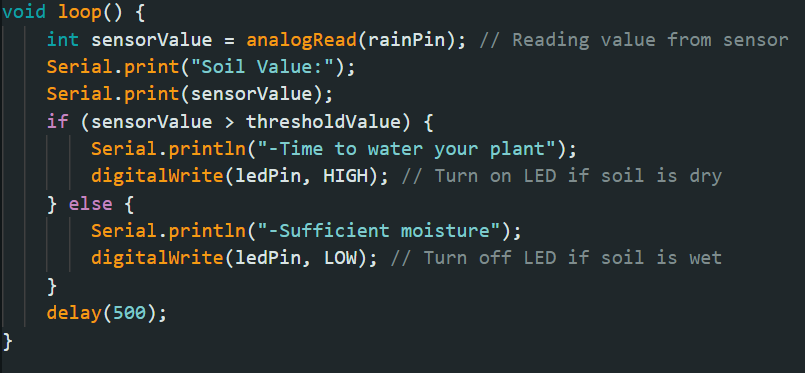 void loop() {
    int sensorValue = analogRead(rainPin); // Reading value from sensor
    Serial.print("Soil Value:");
    Serial.print(sensorValue);
    if (sensorValue > thresholdValue) {
        Serial.println("-Time to water your plant");
        digitalWrite(ledPin, HIGH); // Turn on LED if soil is dry
    } else {
        Serial.println("-Sufficient moisture");
        digitalWrite(ledPin, LOW); // Turn off LED if soil is wet
    }
    delay(500);
}